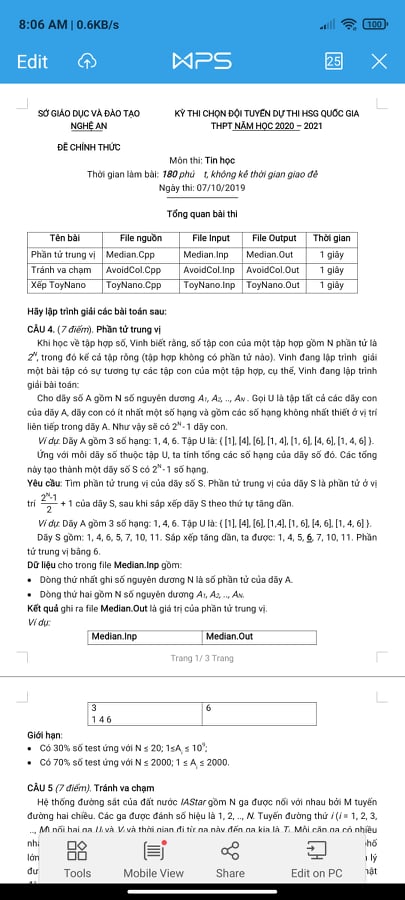 8:06 AM | 0.6KB/s
100
Edit
WPS
25
SỞ GIÁO DỤC VÀ ĐÀO TẠO
KỲ THI CHỌN ĐỘI TUYỂN DỰ THI HSG QUỐC GIA
NGHỆ AN
THPT NĂM HỌC 2020 – 2021
ĐỀ CHÍNH THỨC
Môn thi: Tin học
Thời gian làm bài: 180 phú t, không kể thời gian giao đề
Ngày thi: 07/10/2019
Tổng quan bài thi
Tên bài File nguồn File Input File Output Thời gian
Phần tử trung vị Median.Cpp Median.Inp Median.Out 1 giây
Tránh va chạm AvoidCol.Cpp AvoidCol.Inp AvoidCol.Out 1 giây
Xếp ToyNano ToyNano.Cpp ToyNano.Inp ToyNano.Out 1 giây
Hãy lập trình giải các bài toán sau:
CÂU 4. (7 điểm). Phần tử trung vị
Khi học về tập hợp số, Vinh biết rằng, số tập con của một tập hợp gồm N phần tử là
2ᴺ, trong đó kể cả tập rỗng (tập hợp không có phần tử nào). Vinh đang lập trình giải
một bài tập có sự tương tự các tập con của một tập hợp, cụ thể, Vinh đang lập trình
giải bài toán:
Cho dãy số A gồm N số nguyên dương A₁, A₂, .., Aɴ. Gọi U là tập tất cả các dãy con
của dãy A, dãy con có ít nhất một số hạng và gồm các số hạng không nhất thiết ở vị trí
liên tiếp trong dãy A. Như vậy sẽ có 2ᴺ - 1 dãy con.
Ví dụ: Dãy A gồm 3 số hạng: 1, 4, 6. Tập U là: { [1], [4], [6], [1, 4], [1, 6], [4, 6], [1, 4, 6] }.
Ứng với mỗi dãy số thuộc tập U, ta tính tổng các số hạng của dãy số đó. Các tổng
này tạo thành một dãy số S có 2ᴺ - 1 số hạng.
Yêu cầu: Tìm phần tử trung vị của dãy số S. Phần tử trung vị của dãy S là phần tử ở vị
trí (2ᴺ-1)/2 + 1 của dãy S, sau khi sắp xếp dãy S theo thứ tự tăng dần.
Ví dụ: Dãy A gồm 3 số hạng: 1, 4, 6. Tập U là: { [1], [4], [6], [1,4], [1, 6], [4, 6], [1, 4, 6] }.
Dãy S gồm: 1, 4, 6, 5, 7, 10, 11. Sắp xếp tăng dần, ta được: 1, 4, 5, 6, 7, 10, 11. Phần
tử trung vị bằng 6.
Dữ liệu cho trong file Median.Inp gồm:
• Dòng thứ nhất ghi số nguyên dương N là số phần tử của dãy A.
• Dòng thứ hai gồm N số nguyên dương A₁, A₂, .., Aɴ.
Kết quả ghi ra file Median.Out là giá trị của phần tử trung vị.
Ví dụ:
Median.Inp Median.Out
Trang 1/ 3 Trang
3 6
1 4 6
Giới hạn:
• Có 30% số test ứng với N ≤ 20; 1≤Aᵢ ≤ 10⁹;
• Có 70% số test ứng với N ≤ 2000; 1 ≤ Aᵢ ≤ 2000.
CÂU 5 (7 điểm). Tránh va chạm
Hệ thống đường sắt của đất nước IAStar gồm N ga được nối với nhau bởi M tuyến
đường hai chiều. Các ga được đánh số hiệu là 1, 2, .., N. Tuyến đường thứ i (i = 1, 2, 3,
.., M) nối hai ga Uᵢ và Vᵢ và thời gian đi từ ga này đến ga kia là Tᵢ. Mỗi căp ga có nhiều
Tools
Mobile View
Share
Edit on PC